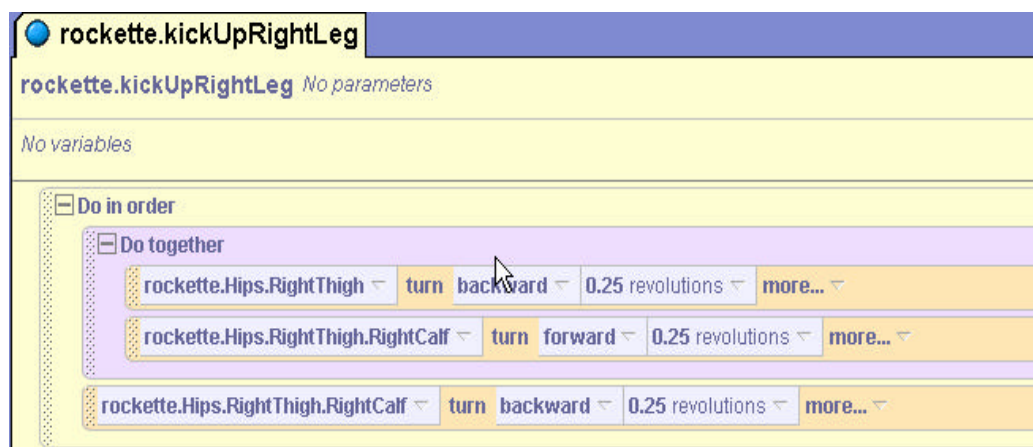 rockette.kickUpRightLeg
rockette.kickUpRightLeg No parameters
No variables
Do in order
Do together
rockette.Hips.RightThigh turn backward 0.25 revolutions more...
rockette.Hips.RightThigh.RightCalf turn forward 0.25 revolutions more...
rockette.Hips.RightThigh.RightCalf turn backward 0.25 revolutions more...